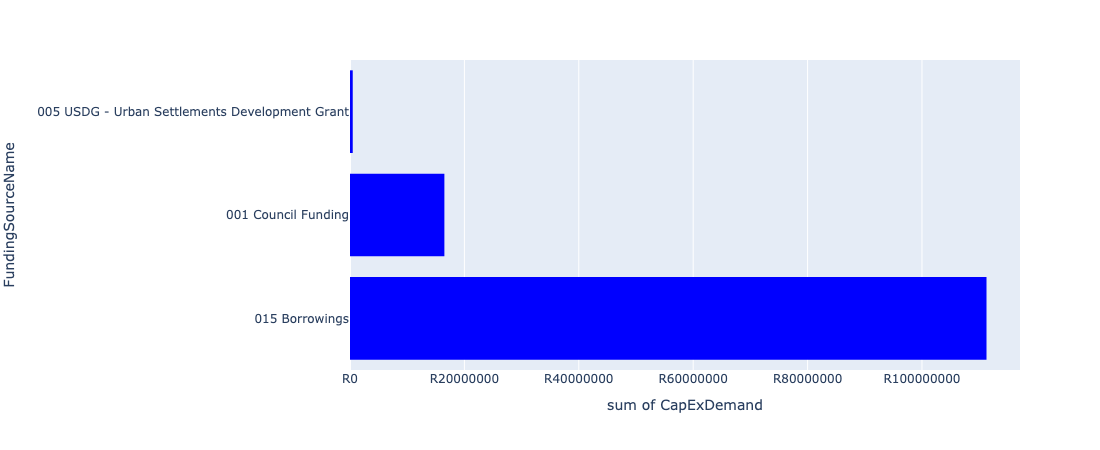 FundingSourceName
005 USDG - Urban Settlements Development Grant
001 Council Funding
015 Borrowings
R0
R20000000
R40000000
R60000000
R80000000
R100000000
sum of CapExDemand